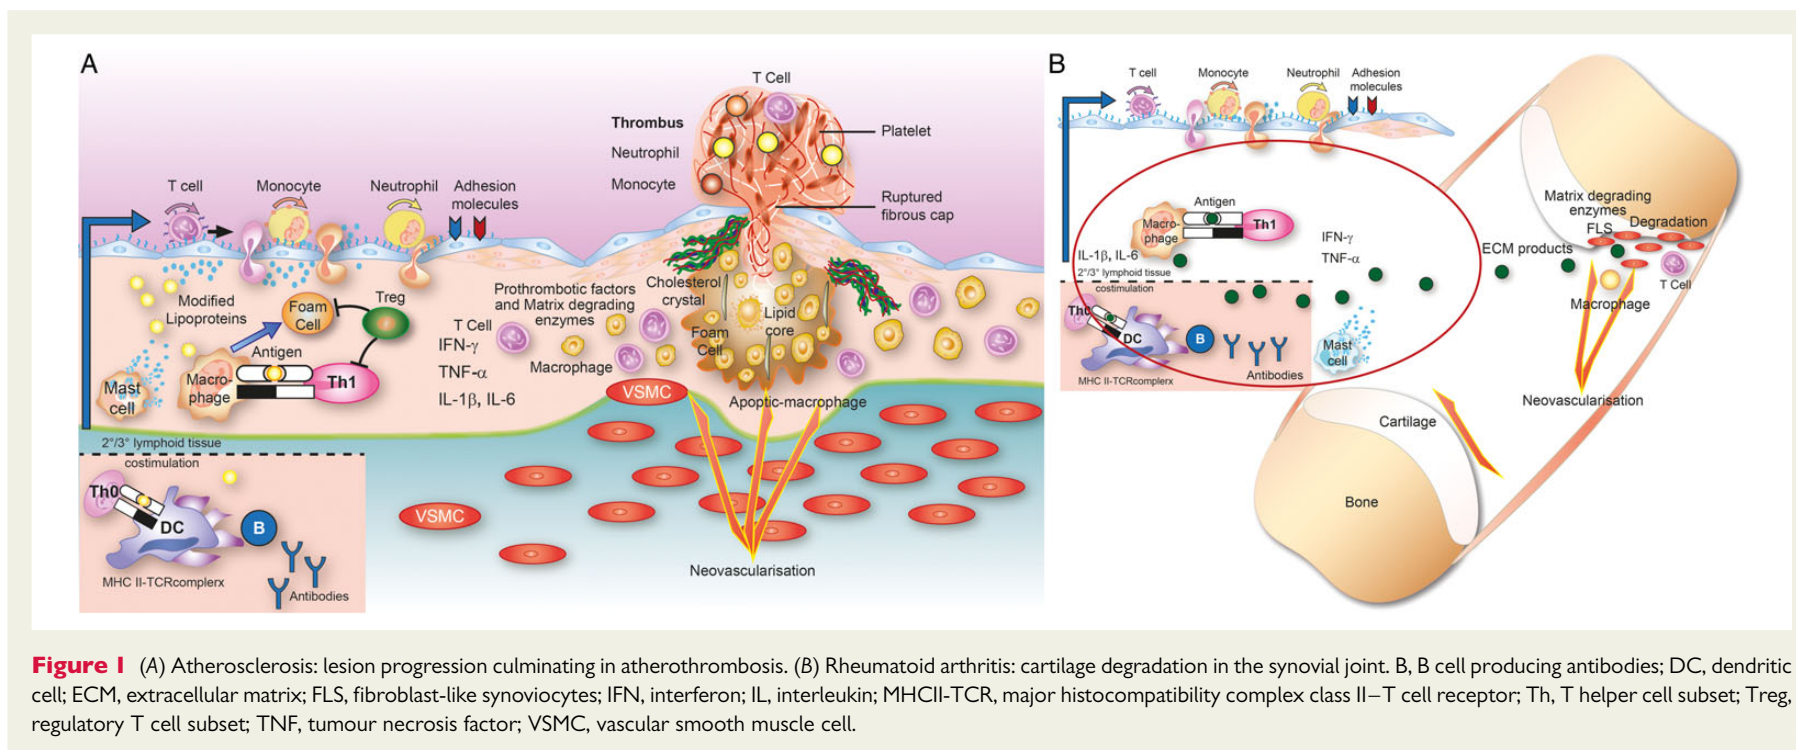 A
T Cell
Thrombus
Platelet
Neutrophil
Monocyte
Ruptured
fibrous cap
T cell
Monocyte
Neutrophil
Adhesion
molecules
Modified
Lipoproteins
Foam
Cell
Treg
Antigen
Macro-
phage
Th1
Mast
cell
Prothrombotic factors
and Matrix degrading
enzymes
T Cell
IFN-γ
TNF-α
IL-1β, IL-6
Macrophage
Cholesterol
crystal
Lipid
core
Foam
Cell
VSMC
Apoptic-macrophage
VSMC
Neovascularisation
2°/3° lymphoid tissue
costimulation
Th0
DC
B
MHC II-TCRcomplerx
Antibodies
B
T cell
Monocyte
Neutrophil
Adhesion
molecules
Antigen
Macro-
phage
Th1
IFN-γ
TNF-α
IL-1β, IL-6
2°/3° lymphoid tissue
costimulation
Th0
DC
B
MHC II-TCRcomplerx
Antibodies
Mast
cell
ECM products
Matrix degrading
enzymes
FLS
Degradation
T Cell
Macrophage
Neovascularisation
Cartilage
Bone
Figure 1 (A) Atherosclerosis: lesion progression culminating in atherothrombosis. (B) Rheumatoid arthritis: cartilage degradation in the synovial joint. B, B cell producing antibodies; DC, dendritic
cell; ECM, extracellular matrix; FLS, fibroblast-like synoviocytes; IFN, interferon; IL, interleukin; MHCII-TCR, major histocompatibility complex class II–T cell receptor; Th, T helper cell subset; Treg,
regulatory T cell subset; TNF, tumour necrosis factor; VSMC, vascular smooth muscle cell.